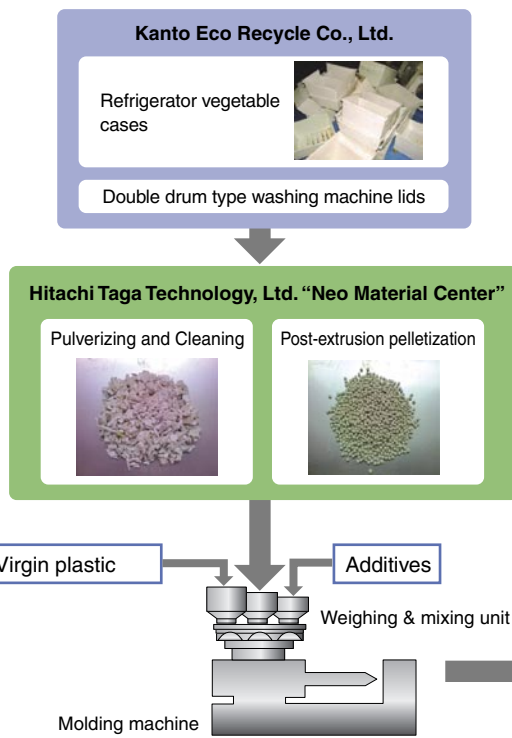 Kanto Eco Recycle Co., Ltd.
Refrigerator vegetable
cases
Double drum type washing machine lids
Hitachi Taga Technology, Ltd. “Neo Material Center”
Pulverizing and Cleaning
Post-extrusion pelletization
Virgin plastic
Additives
Weighing & mixing unit
Molding machine